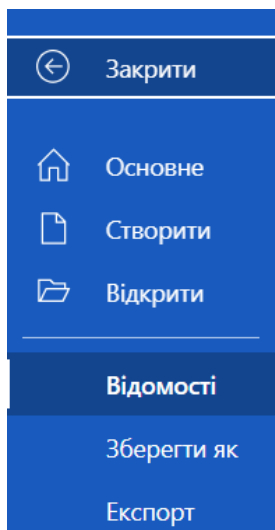 Закрити
Основне
Створити
Відкрити
Відомості
Зберегти як
Експорт